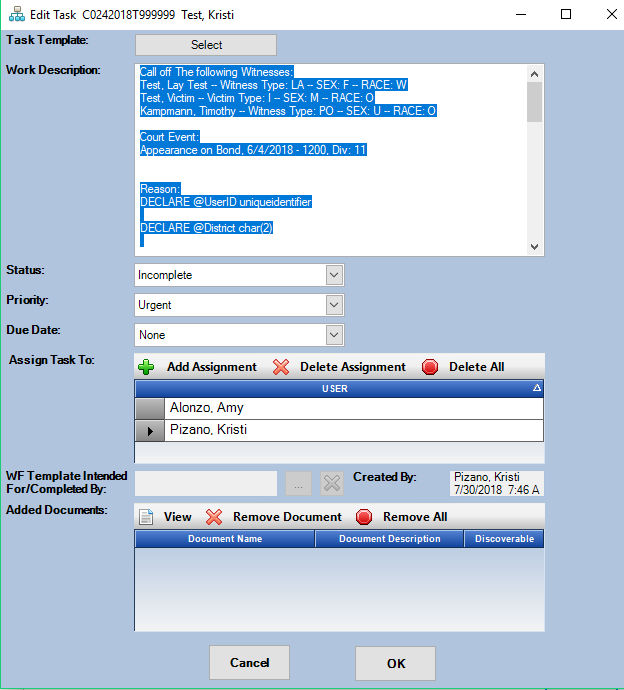 Edit Task C0242018T999999 Test, Kristi
Task Template:
Select
Work Description:
Call off The following Witnesses:
Test, Lay Test -- Witness Type: LA -- SEX: F -- RACE: W
Test, Victim -- Victim Type: I -- SEX: M -- RACE: O
Kampmann, Timothy -- Witness Type: PO -- SEX: U -- RACE: O
Court Event:
Appearance on Bond, 6/4/2018 - 1200, Div: 11
Reason:
DECLARE @UserID uniqueidentifier
DECLARE @District char(2)
Status:
Incomplete
Priority:
Urgent
Due Date:
None
Assign Task To:
Add Assignment Delete Assignment Delete All
USER
Alonzo, Amy
Pizano, Kristi
WF Template Intended
For/Completed By:
...
Created By:
Pizano, Kristi
7/30/2018 7:46 A
Added Documents:
View Remove Document Remove All
Document Name Document Description Discoverable
Cancel OK